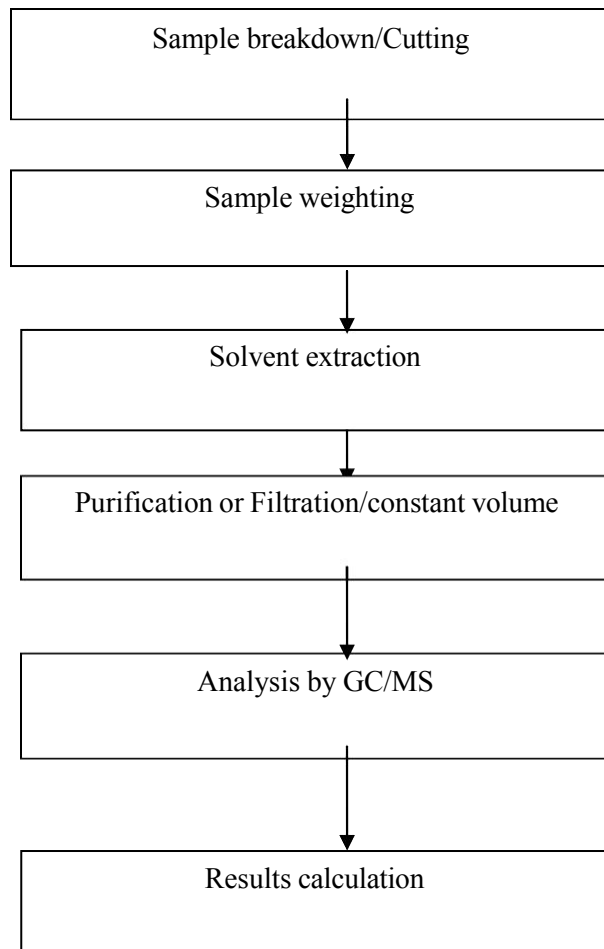 Sample breakdown/Cutting
Sample weighting
Solvent extraction
Purification or Filtration/constant volume
Analysis by GC/MS
Results calculation